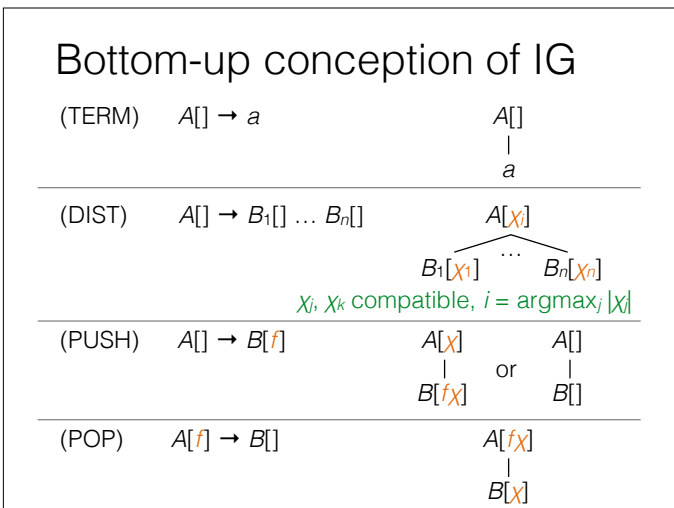 Bottom-up conception of IG
(TERM) A[] → a A[]
a
(DIST) A[] → B₁[] … Bₙ[] A[χᵢ]
…
B₁[χ₁] Bₙ[χₙ]
χⱼ, χₖ compatible, i = argmaxⱼ |χⱼ|
(PUSH) A[] → B[f] A[χ] A[]
or
B[fχ] B[]
(POP) A[f] → B[] A[fχ]
B[χ]